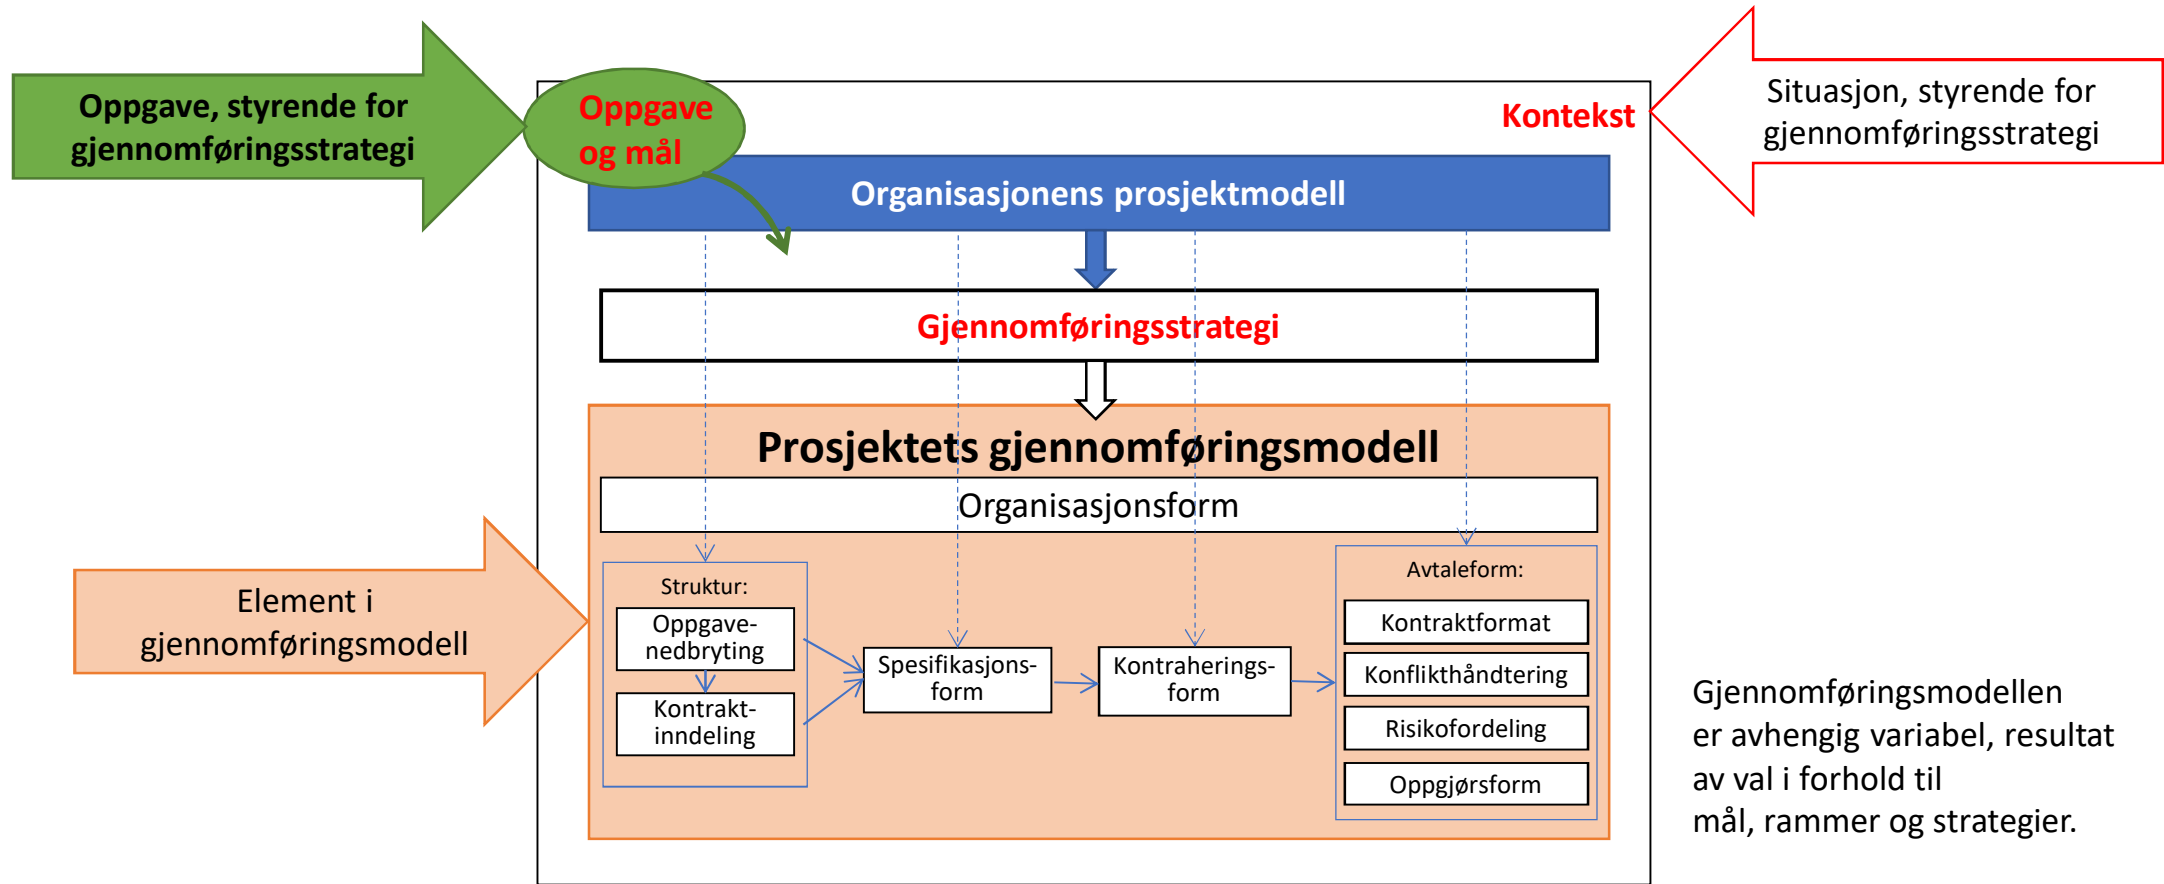 Oppgave, styrende for
gjennomføringsstrategi
Oppgave
og mål
Kontekst
Situasjon, styrende for
gjennomføringsstrategi
Organisasjonens prosjektmodell
Gjennomføringsstrategi
Prosjektets gjennomføringsmodell
Organisasjonsform
Element i
gjennomføringsmodell
Struktur:
Oppgave-
nedbryting
Kontrakt-
inndeling
Spesifikasjons-
form
Kontraherings-
form
Avtaleform:
Kontraktformat
Konflikthåndtering
Risikofordeling
Oppgjørsform
Gjennomføringsmodellen
er avhengig variabel, resultat
av val i forhold til
mål, rammer og strategier.